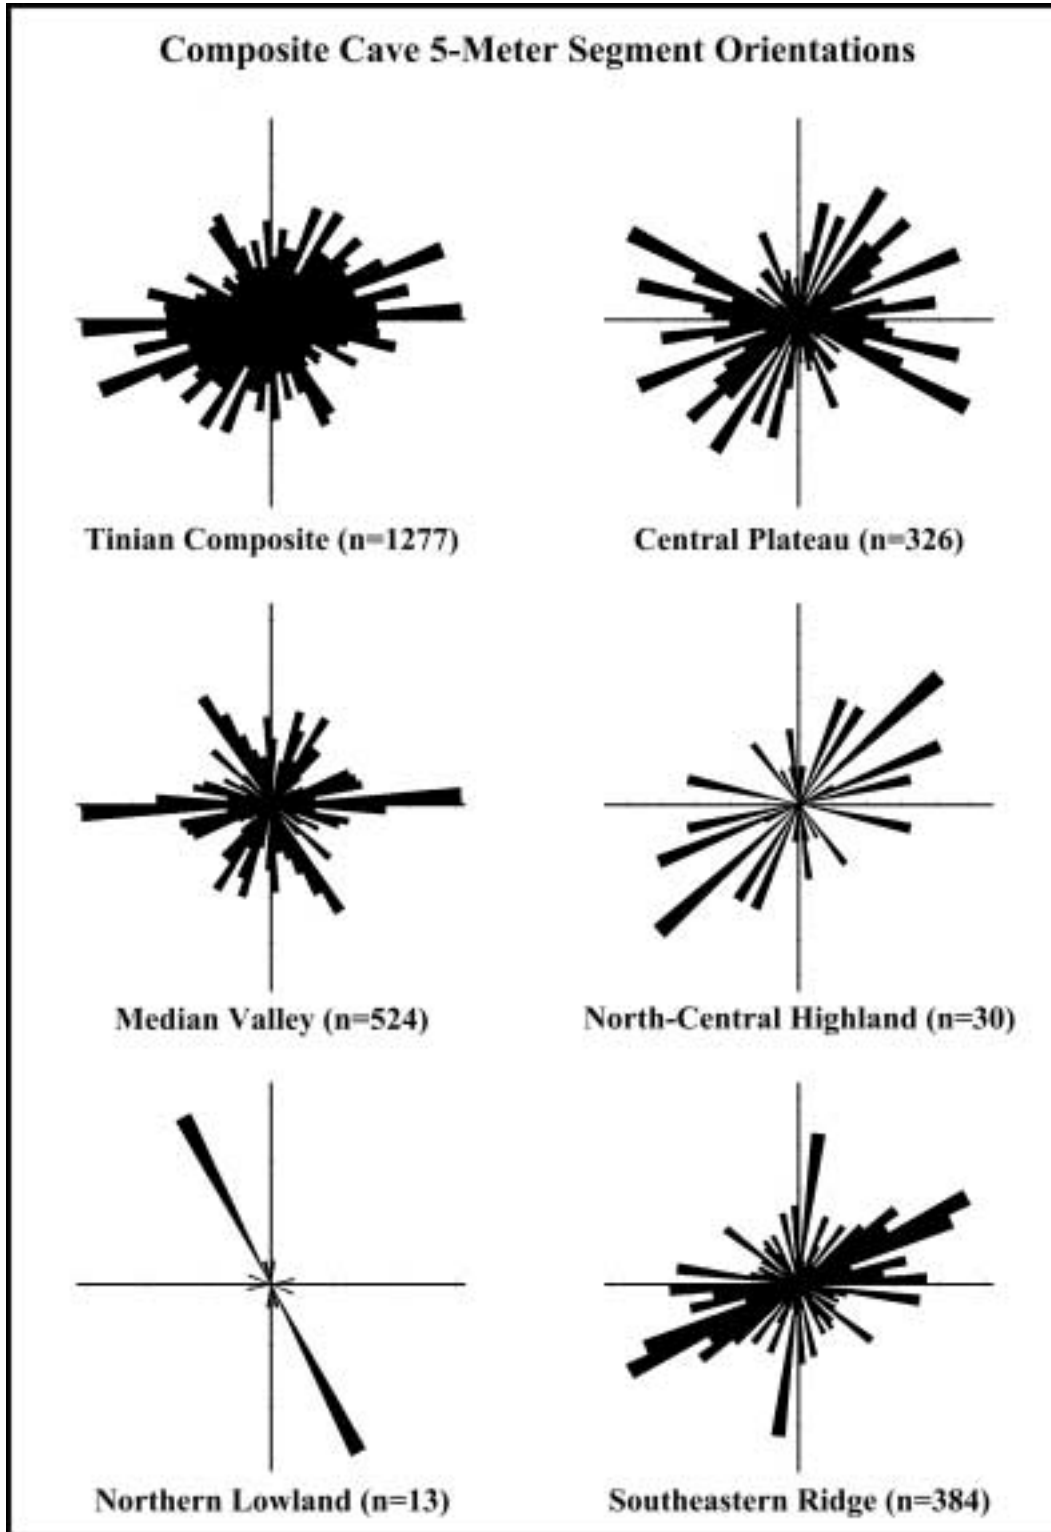 Composite Cave 5-Meter Segment Orientations
Tinian Composite (n=1277)
Central Plateau (n=326)
Median Valley (n=524)
North-Central Highland (n=30)
Northern Lowland (n=13)
Southeastern Ridge (n=384)